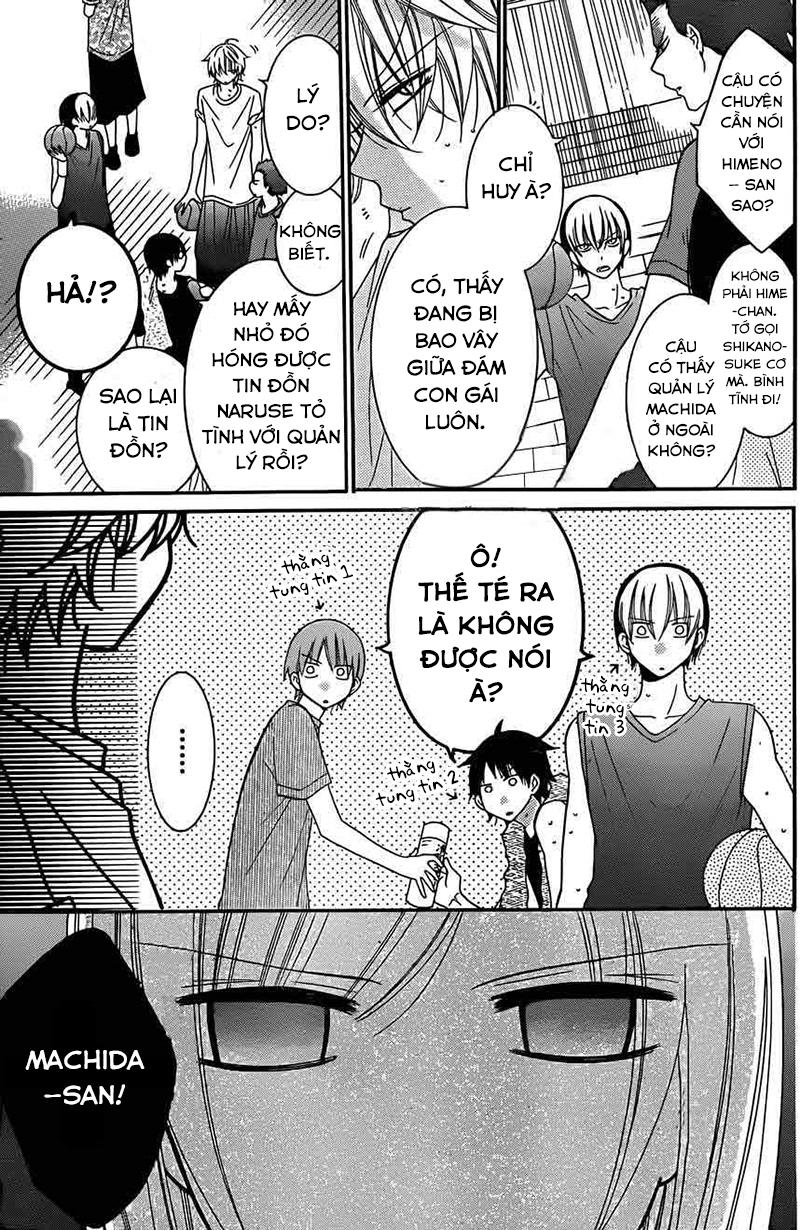 CẬU CÓ
CHUYỆN
CẦN NÓI
VỚI
HIMENO
– SAN
SAO?
KHÔNG
PHẢI HIME
-CHAN.
TỚ GỌI
SHIKANO-
SUKE CƠ
MÀ. BÌNH
TĨNH ĐI!
CẬU
CÓ THẤY
QUẢN LÝ
MACHIDA
Ở NGOÀI
KHÔNG?
CHỈ
HUY À?
CÓ, THẤY
ĐANG BỊ
BAO VÂY
GIỮA ĐÁM
CON GÁI
LUÔN.
LÝ
DO?
KHÔNG
BIẾT.
HAY MẤY
NHỎ ĐÓ
HÓNG ĐƯỢC
TIN ĐỒN
NARUSE TỎ
TÌNH VỚI QUẢN
LÝ RỒI?
HẢ!?
SAO LẠI
LÀ TIN
ĐỒN?
Ô!
THẾ TÉ RA
LÀ KHÔNG
ĐƯỢC NÓI
À?
thằng
tung
tin 3
thằng
tung tin 2
thằng
tung tin 1
......
MACHIDA
–SAN!